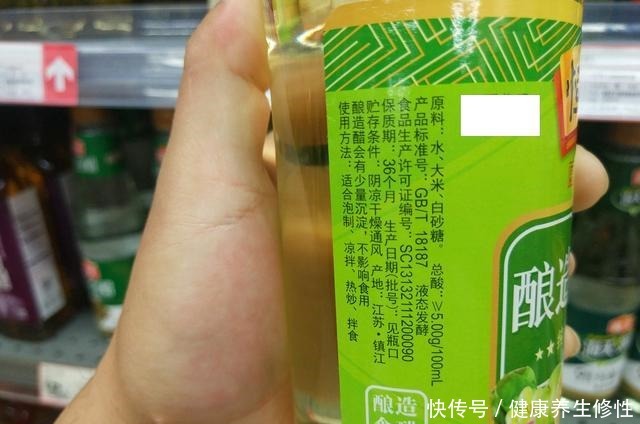 原料：水、大米、白砂糖。 总酸：≥5.00g/100mL
产品标准号：GB/T 18187 液态发酵
食品生产许可证编号：SC13132111200090
保质期：36个月 生产日期(批号)：见瓶口
贮存条件：阴凉干燥通风 产地：江苏·镇江
酿造醋会有少量沉淀，不影响食用
使用方法：适合泡制、凉拌、热炒、拌食
酿造
酿造
快传号 / 健康养生修性